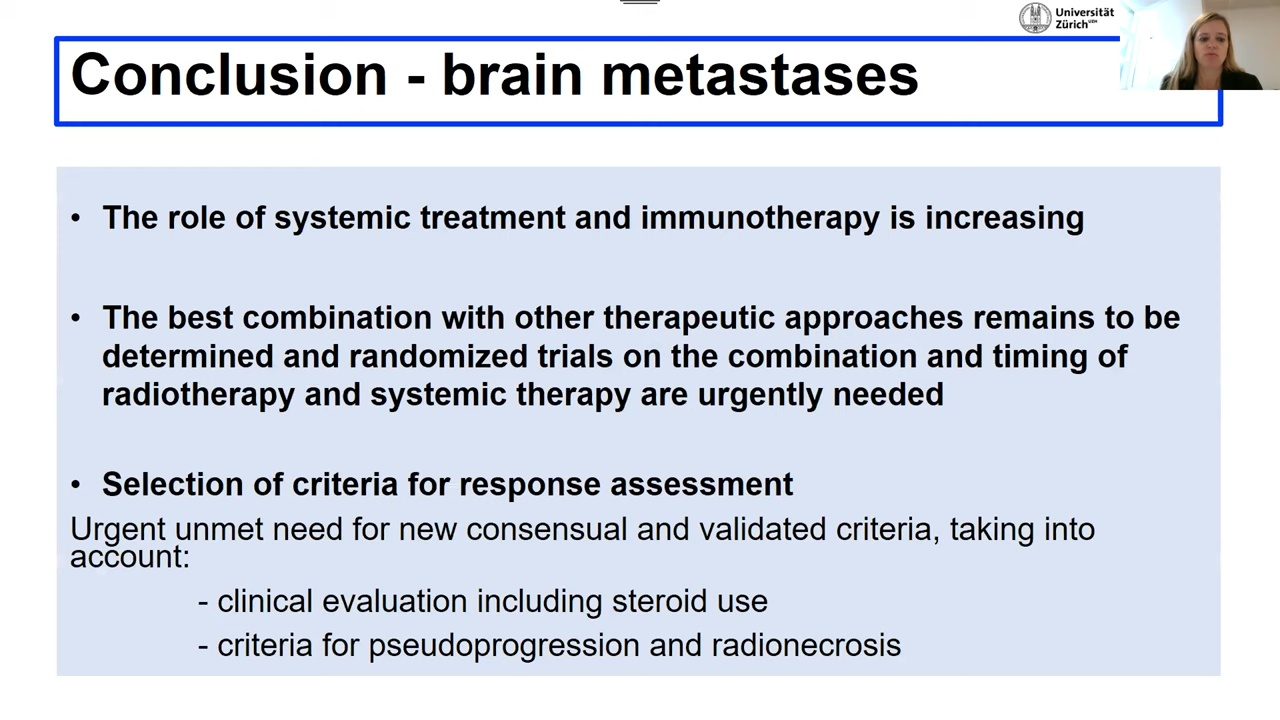 Universität
Zürich UZH
Conclusion - brain metastases
• The role of systemic treatment and immunotherapy is increasing
• The best combination with other therapeutic approaches remains to be
determined and randomized trials on the combination and timing of
radiotherapy and systemic therapy are urgently needed
• Selection of criteria for response assessment
Urgent unmet need for new consensual and validated criteria, taking into
account:
- clinical evaluation including steroid use
- criteria for pseudoprogression and radionecrosis